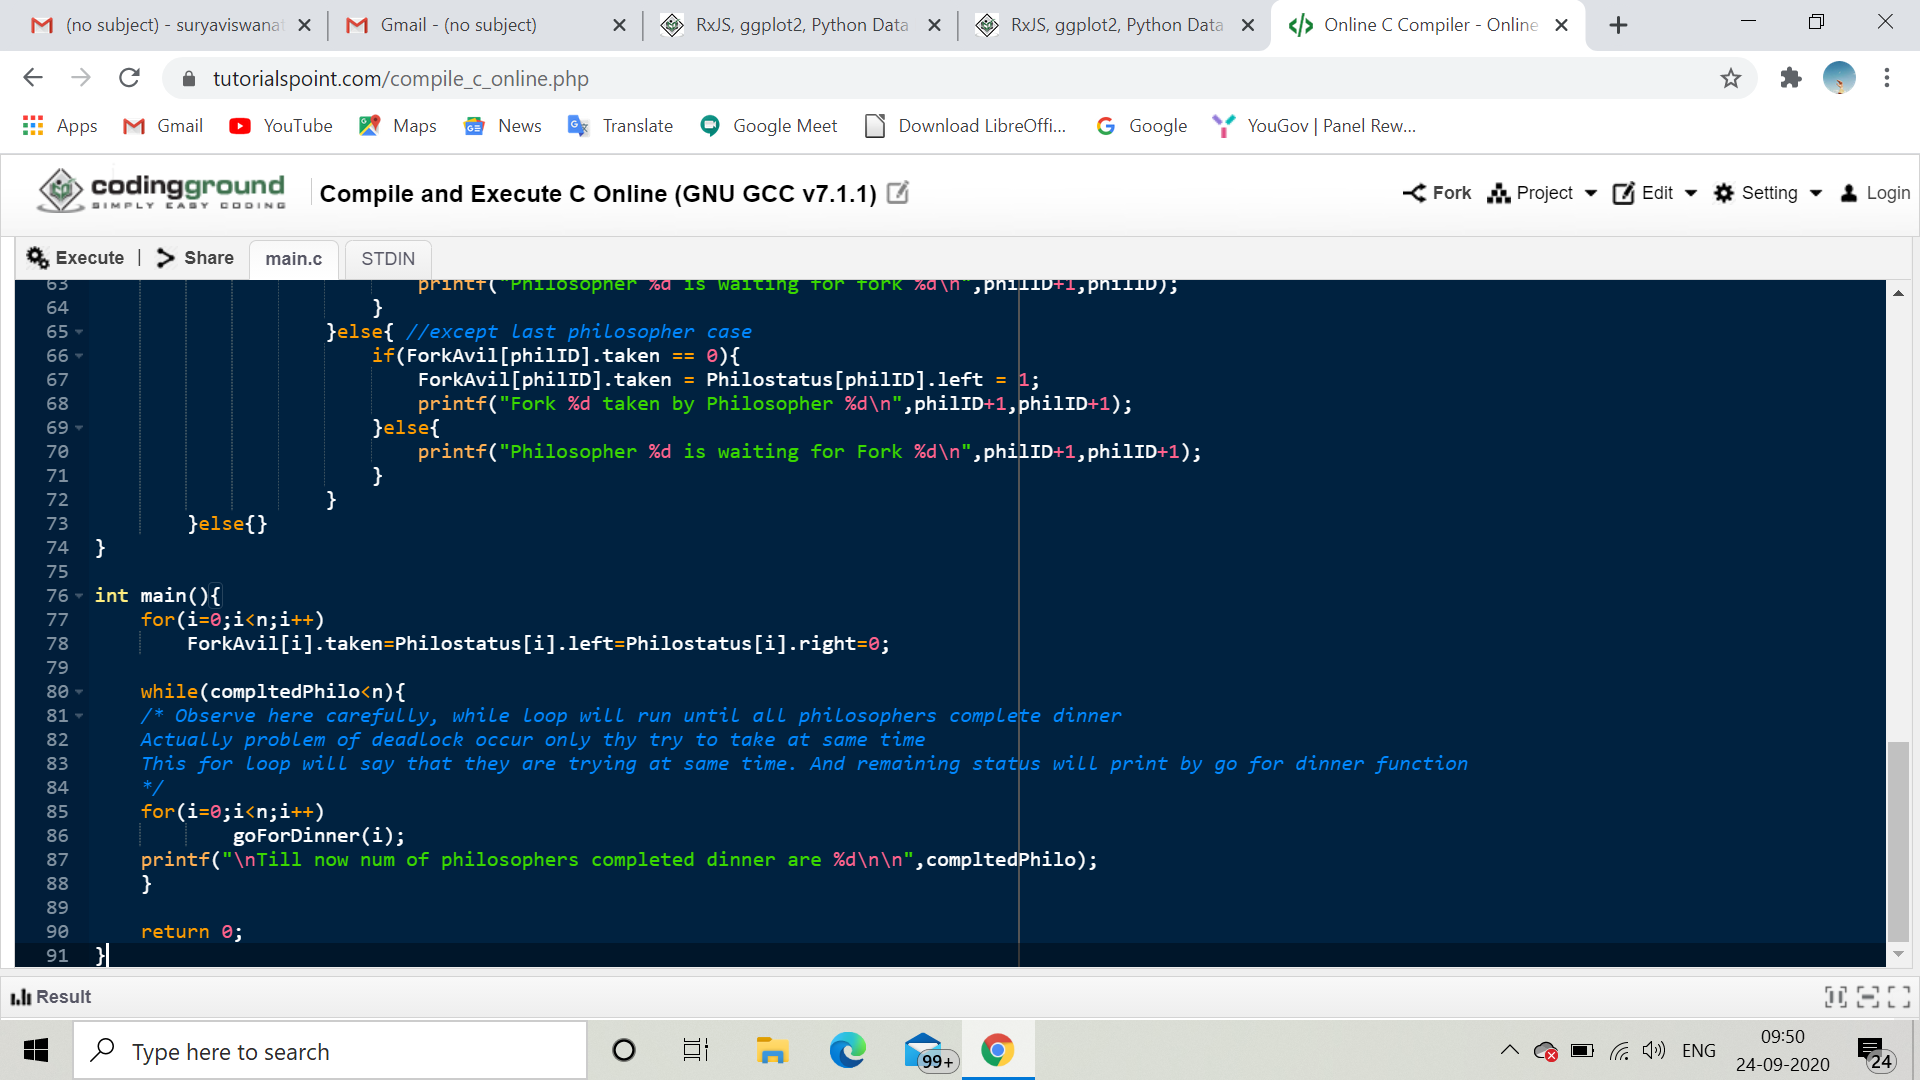 (no subject) - suryaviswanat
Gmail - (no subject)
RxJS, ggplot2, Python Data
RxJS, ggplot2, Python Data
Online C Compiler - Online
tutorialspoint.com/compile_c_online.php
Apps Gmail YouTube Maps News Translate Google Meet Download LibreOffi... Google YouGov | Panel Rew...
codingground
SIMPLY EASY CODING
Compile and Execute C Online (GNU GCC v7.1.1)
Fork Project Edit Setting Login
Execute | Share main.c STDIN
63 printf("Philosopher %d is waiting for fork %d\n",philID+1,philID);
64 }
65 }else{ //except last philosopher case
66 if(ForkAvil[philID].taken == 0){
67 ForkAvil[philID].taken = Philostatus[philID].left = 1;
68 printf("Fork %d taken by Philosopher %d\n",philID+1,philID+1);
69 }else{
70 printf("Philosopher %d is waiting for Fork %d\n",philID+1,philID+1);
71 }
72 }
73 }else{}
74 }
75
76 int main(){
77 for(i=0;i<n;i++)
78 ForkAvil[i].taken=Philostatus[i].left=Philostatus[i].right=0;
79
80 while(compltedPhilo<n){
81 /* Observe here carefully, while loop will run until all philosophers complete dinner
82 Actually problem of deadlock occur only thy try to take at same time
83 This for loop will say that they are trying at same time. And remaining status will print by go for dinner function
84 */
85 for(i=0;i<n;i++)
86 goForDinner(i);
87 printf("\nTill now num of philosophers completed dinner are %d\n\n",compltedPhilo);
88 }
89
90 return 0;
91 }
Result
Type here to search
99+
ENG
09:50
24-09-2020
24